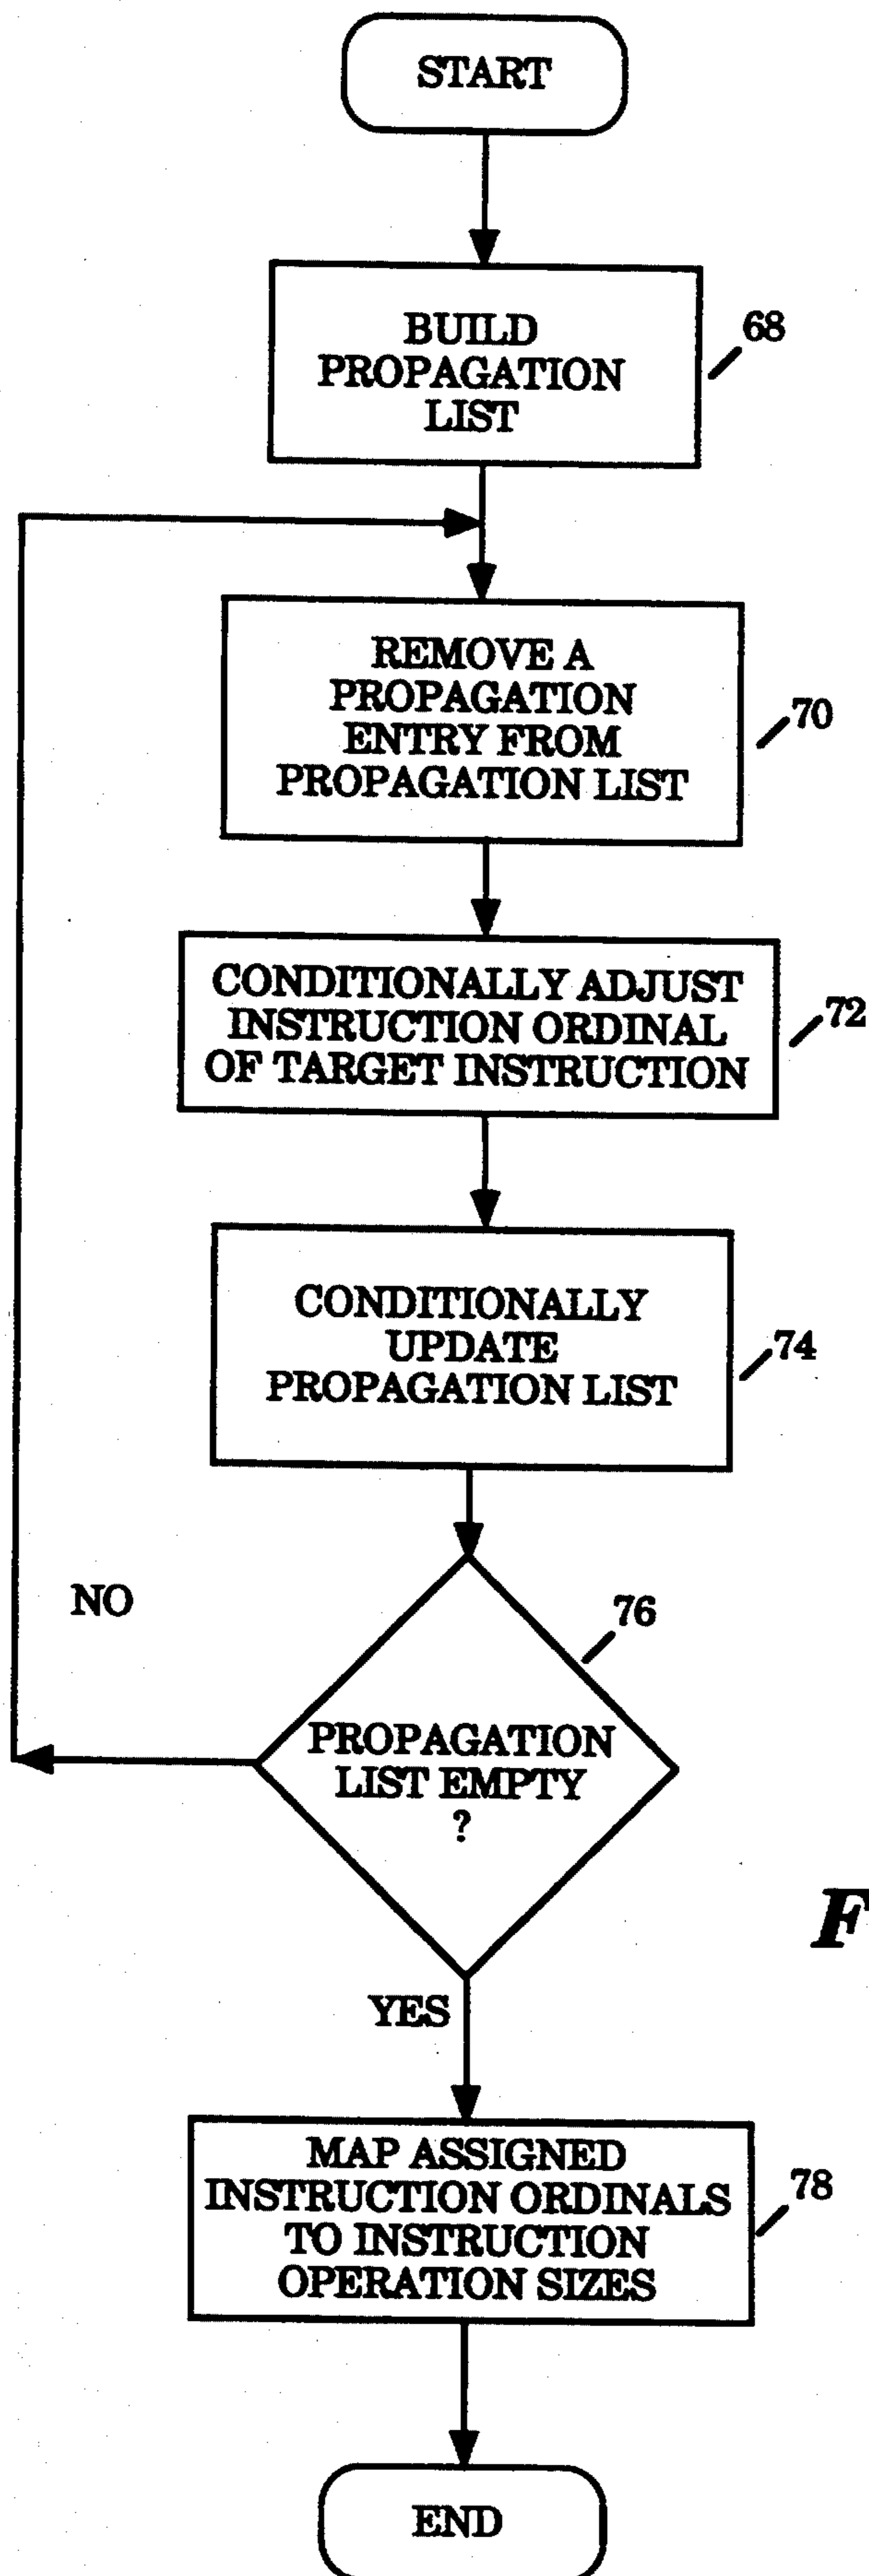 START
BUILD
PROPAGATION
LIST
68
REMOVE A
PROPAGATION
ENTRY FROM
PROPAGATION LIST
70
CONDITIONALLY ADJUST
INSTRUCTION ORDINAL
OF TARGET INSTRUCTION
72
CONDITIONALLY
UPDATE
PROPAGATION LIST
74
NO
76
PROPAGATION
LIST EMPTY
?
F
YES
MAP ASSIGNED
INSTRUCTION ORDINALS
TO INSTRUCTION
OPERATION SIZES
78
END